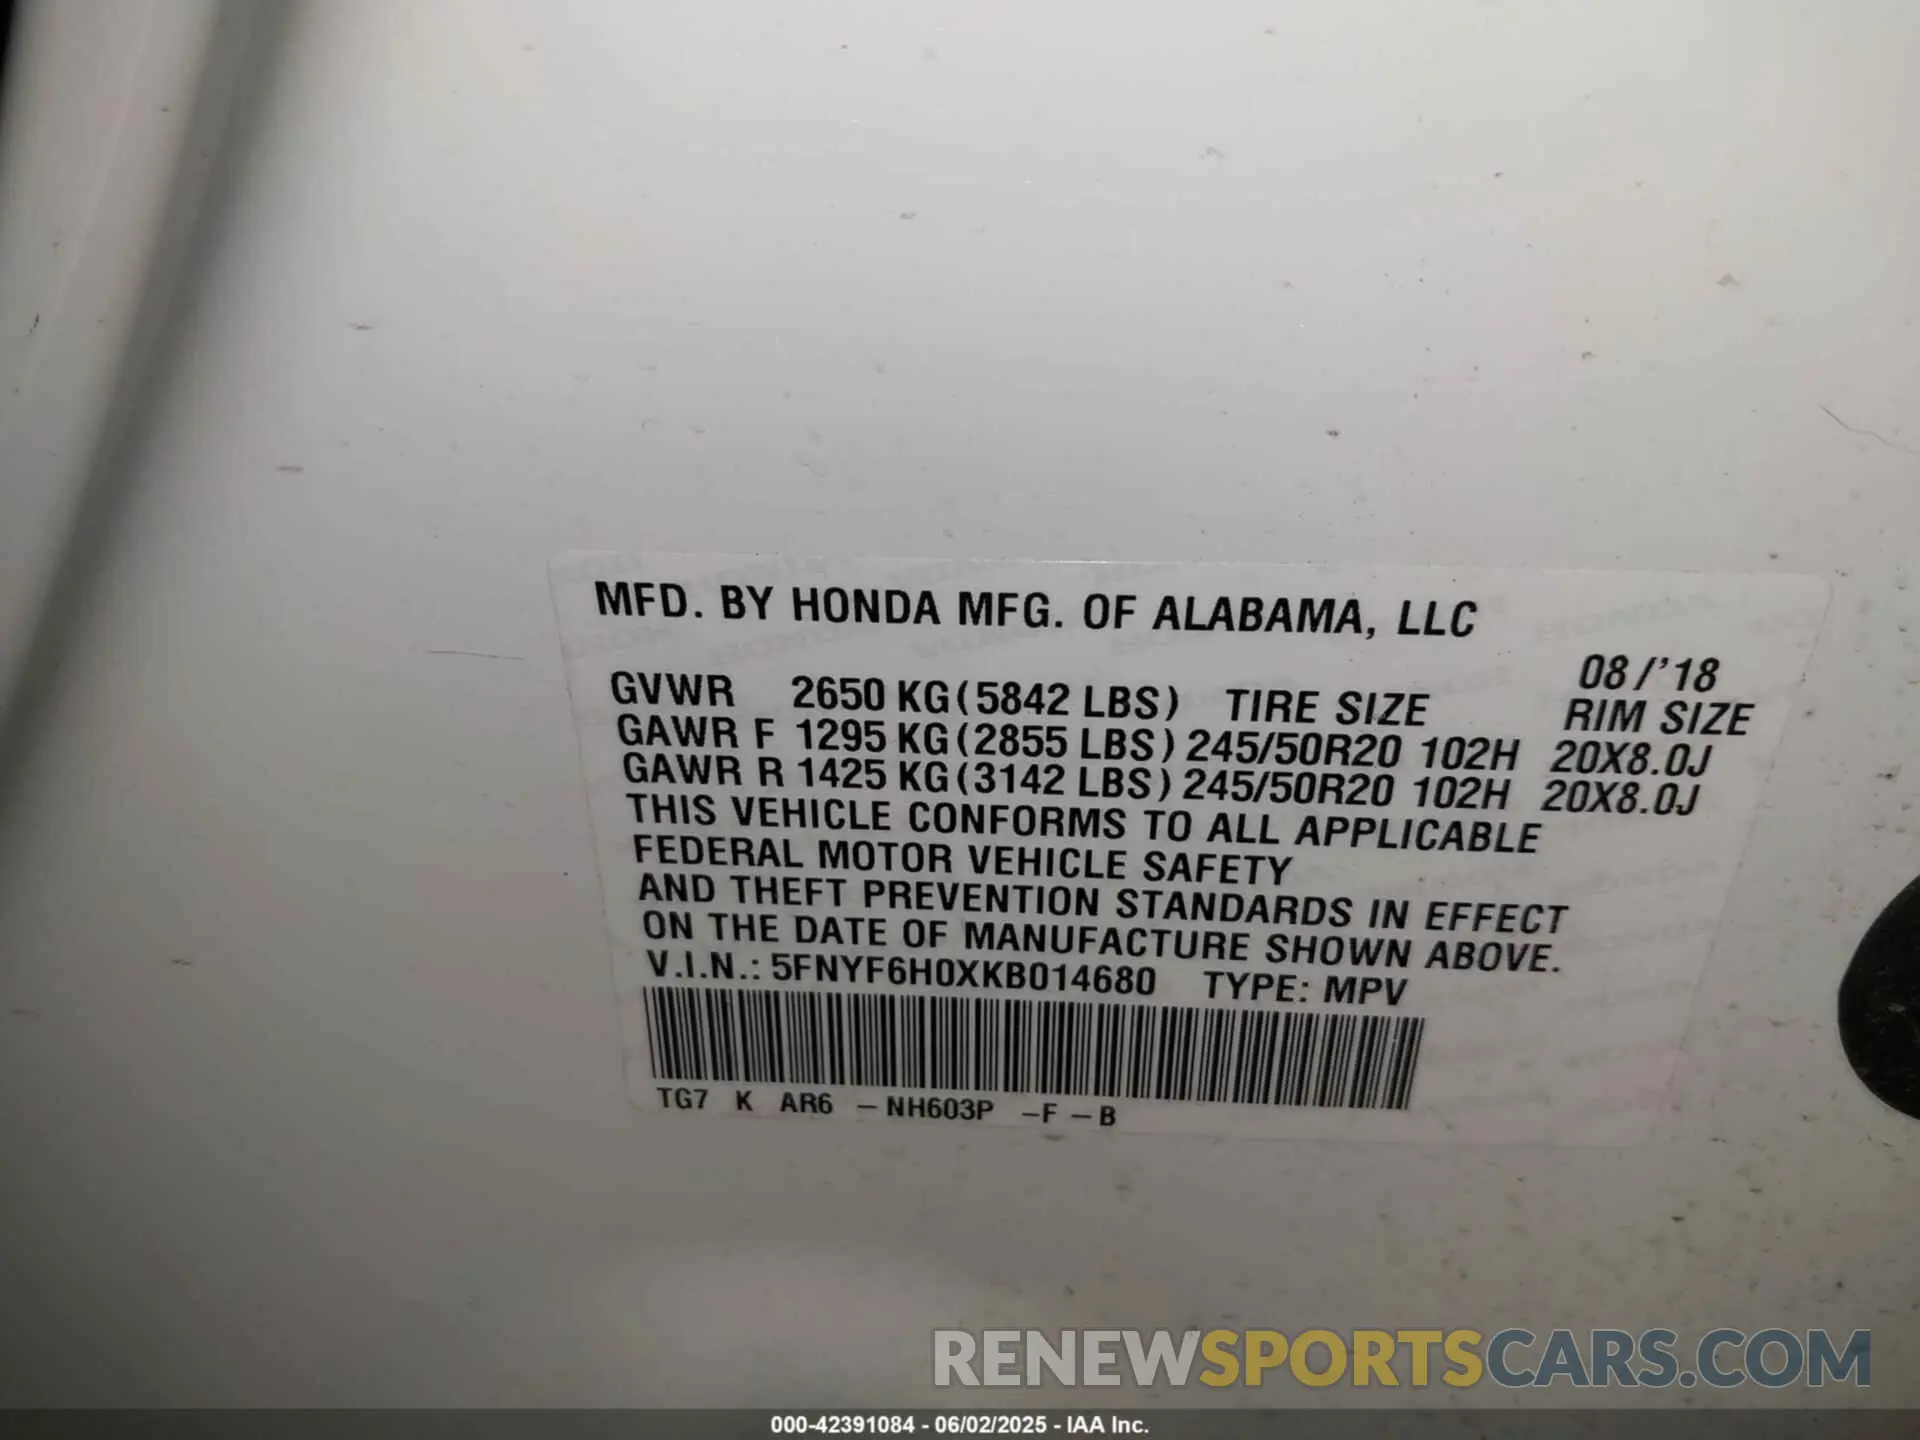 MFD. BY HONDA MFG. OF ALABAMA, LLC
08/'18
GVWR 2650 KG(5842 LBS) TIRE SIZE RIM SIZE
GAWR F 1295 KG(2855 LBS) 245/50R20 102H 20X8.0J
GAWR R 1425 KG(3142 LBS) 245/50R20 102H 20X8.0J
THIS VEHICLE CONFORMS TO ALL APPLICABLE
FEDERAL MOTOR VEHICLE SAFETY
AND THEFT PREVENTION STANDARDS IN EFFECT
ON THE DATE OF MANUFACTURE SHOWN ABOVE.
V.I.N.: 5FNYF6H0XKB014680 TYPE: MPV
TG7 K AR6 –NH603P –F –B
RENEWSPORTSCARS.COM
000-42391084 - 06/02/2025 - IAA Inc.